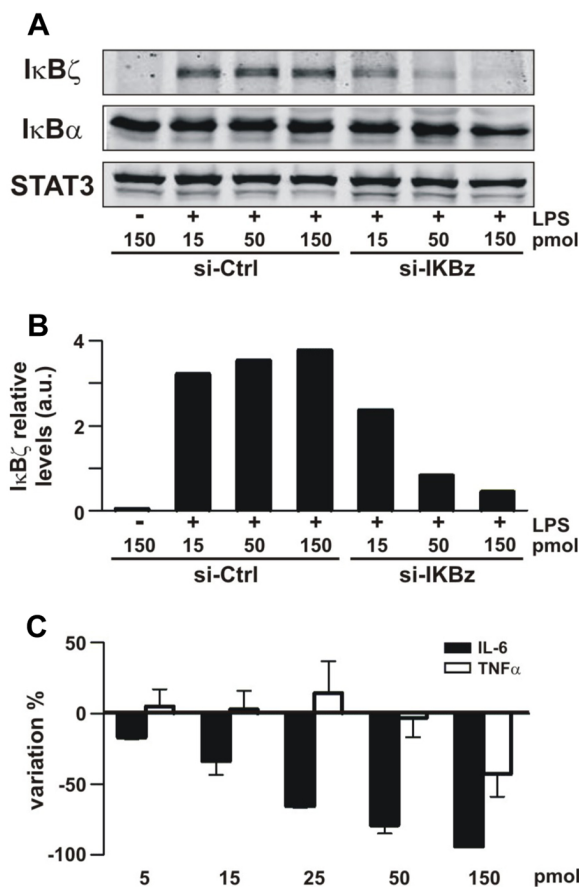 A
IκBζ
IκBα
STAT3
- + + + + + + LPS
150 15 50 150 15 50 150 pmol
si-Ctrl si-IKBz
B
IκBζ relative
levels (a.u.)
4
2
0
- + + + + + + LPS
150 15 50 150 15 50 150 pmol
si-Ctrl si-IKBz
C
variation %
50
0
-50
-100
IL-6
TNFα
5 15 25 50 150 pmol